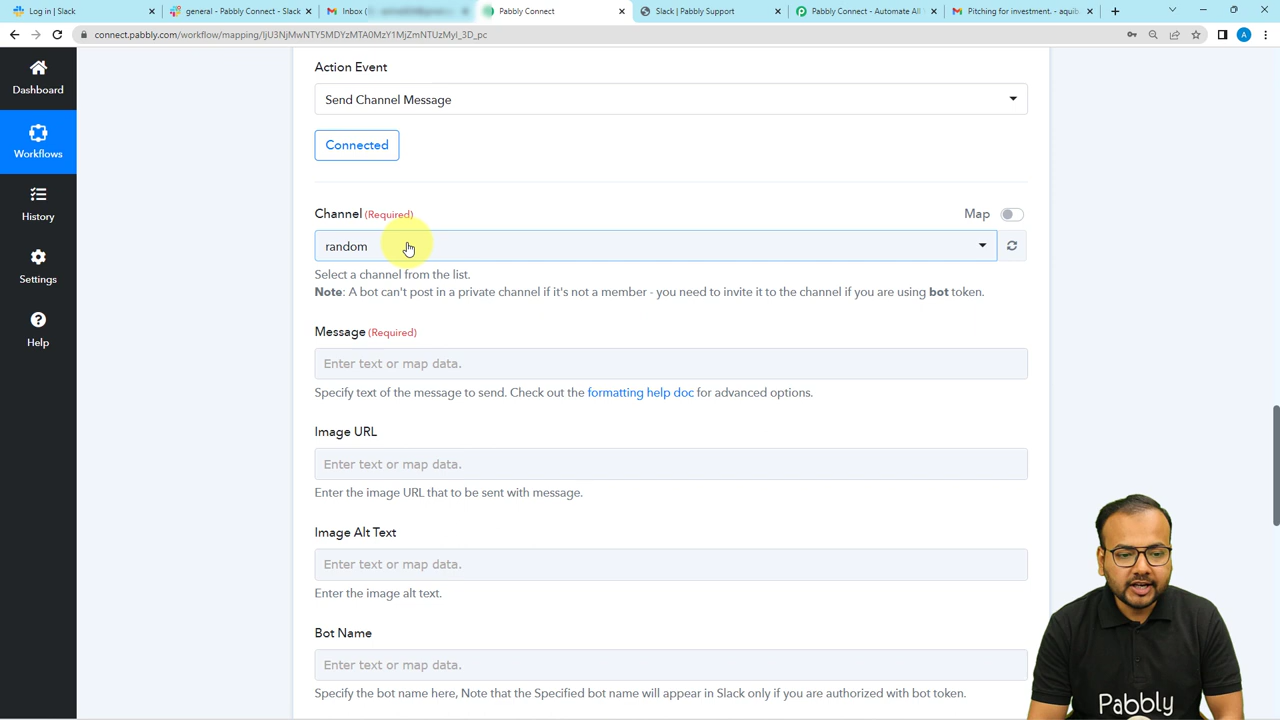 in | Slack
general - Pabbly Connect - Slack
Inbox
Pabbly Connect
Slack | Pabbly Support
Pabbly Connect - Automate All
Pitching for investment. - aquib
connect.pabbly.com/workflow/mapping/
A
Dashboard
Workflows
History
Settings
Help
Action Event
Send Channel Message
Connected
Channel (Required)
Map
random
Select a channel from the list.
Note: A bot can't post in a private channel if it's not a member - you need to invite it to the channel if you are using bot token.
Message (Required)
Enter text or map data.
Specify text of the message to send. Check out the formatting help doc for advanced options.
Image URL
Enter text or map data.
Enter the image URL that to be sent with message.
Image Alt Text
Enter text or map data.
Enter the image alt text.
Bot Name
Enter text or map data.
Specify the bot name here, Note that the Specified bot name will appear in Slack only if you are authorized with bot token.
Pabbly